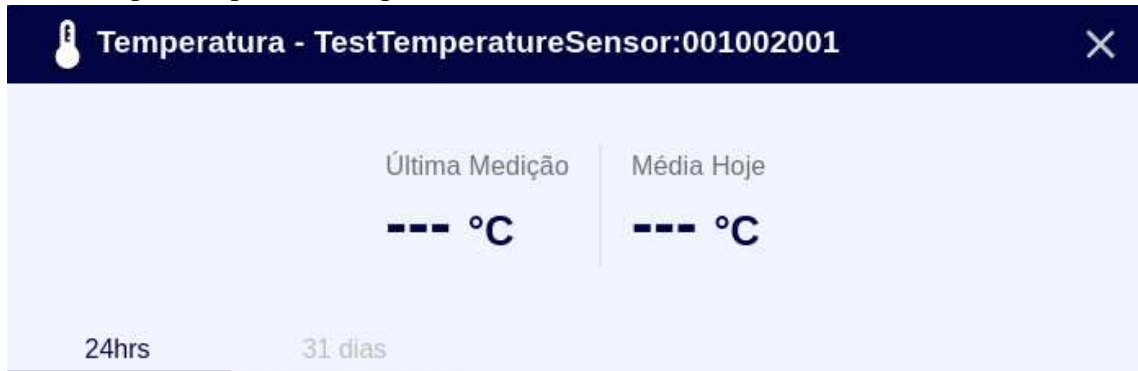 Temperatura - TestTemperatureSensor:001002001
Última Medição Média Hoje
--- °C --- °C
24hrs 31 dias